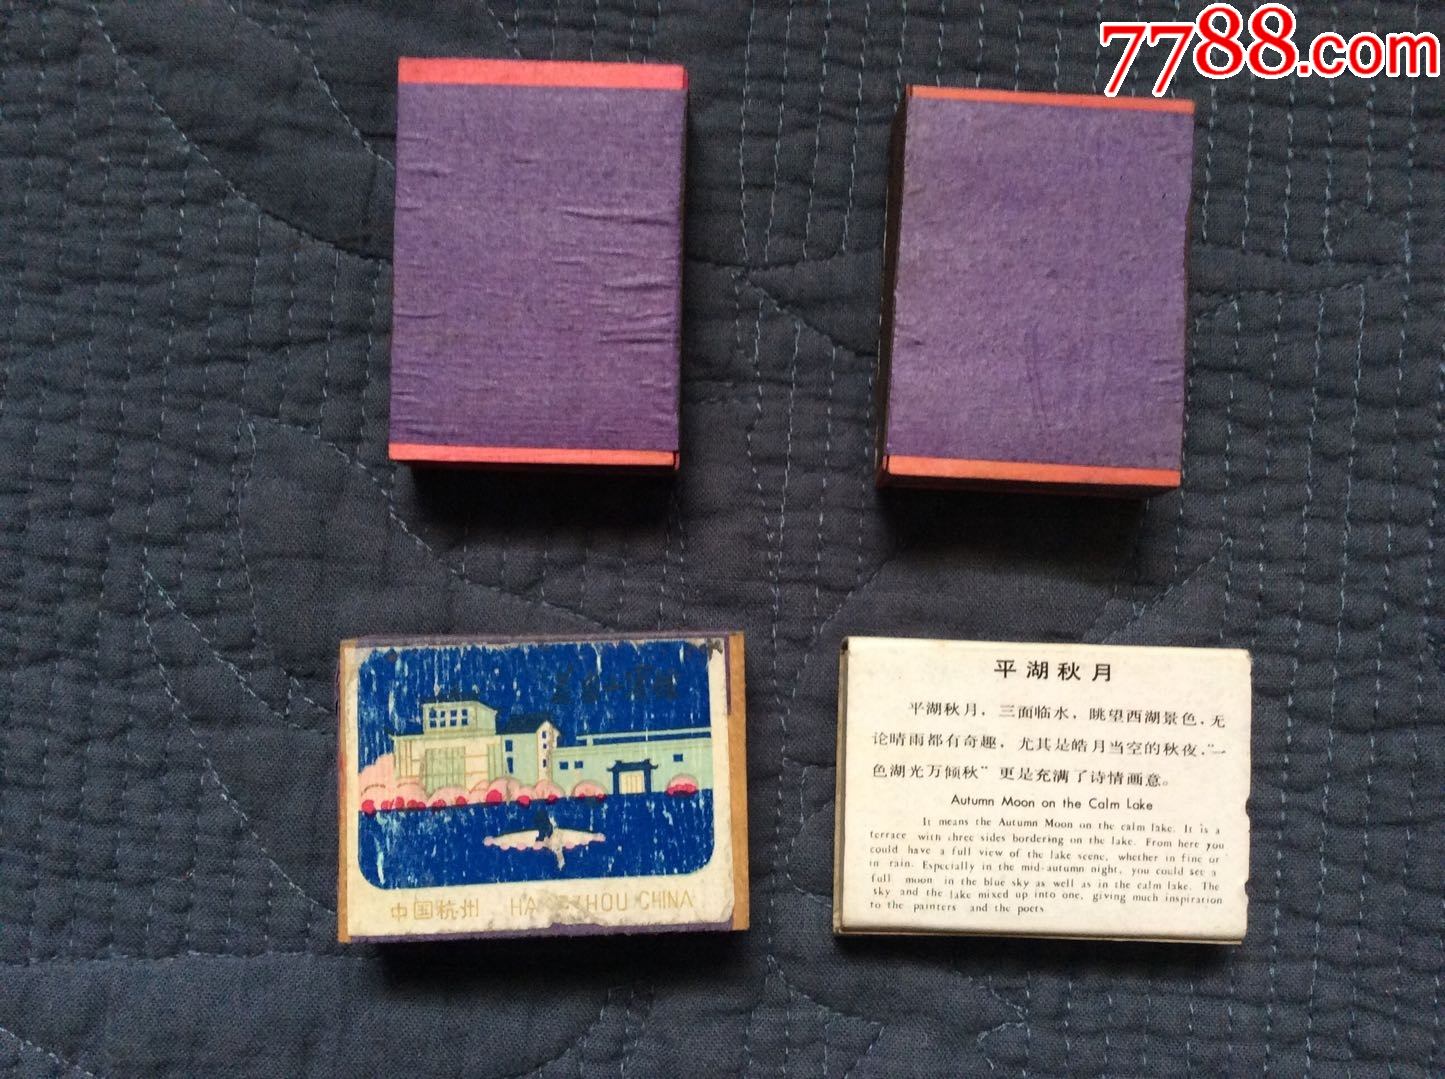 7788.com
中国杭州 HANGZHOU CHINA
平湖秋月
平湖秋月，三面临水，眺望西湖景色，无
论晴雨都有奇趣，尤其是皓月当空的秋夜，“一
色湖光万倾秋”更是充满了诗情画意。
Autumn Moon on the Calm Lake
It means the Autumn Moon on the calm lake. It is a
terrace with three sides bordering on the lake. From here you
could have a full view of the lake scene, whether in fine or
in rain. Especially in the mid-autumn night, you could see a
full moon in the blue sky as well as in the calm lake. The
sky and the lake mixed up into one, giving much inspiration
to the painters and the poets